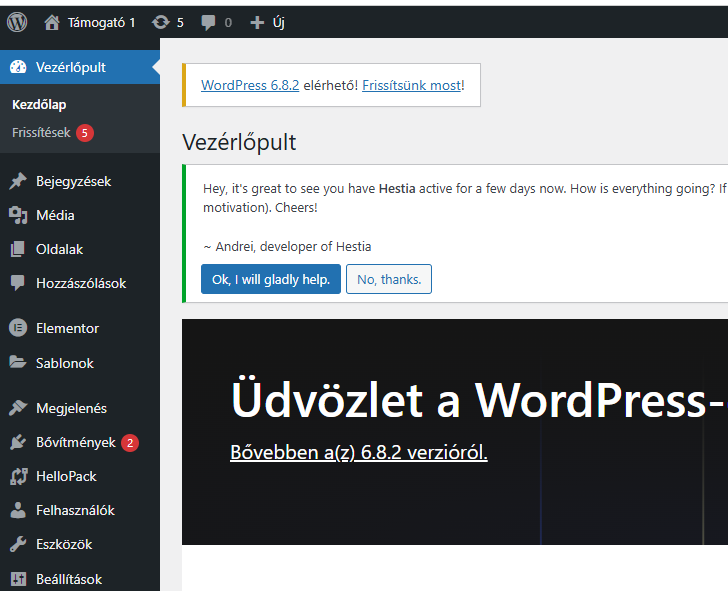 Támogató 1 5 0 Új
Vezérlőpult
Kezdőlap
Frissítések 5
Bejegyzések
Média
Oldalak
Hozzászólások
Elementor
Sablonok
Megjelenés
Bővítmények 2
HelloPack
Felhasználók
Eszközök
Beállítások
WordPress 6.8.2 elérhető! Frissítsünk most!
Vezérlőpult
Hey, it's great to see you have Hestia active for a few days now. How is everything going? If
motivation). Cheers!
~ Andrei, developer of Hestia
Ok, I will gladly help. No, thanks.
Üdvözlet a WordPress-
Bővebben a(z) 6.8.2 verzióról.